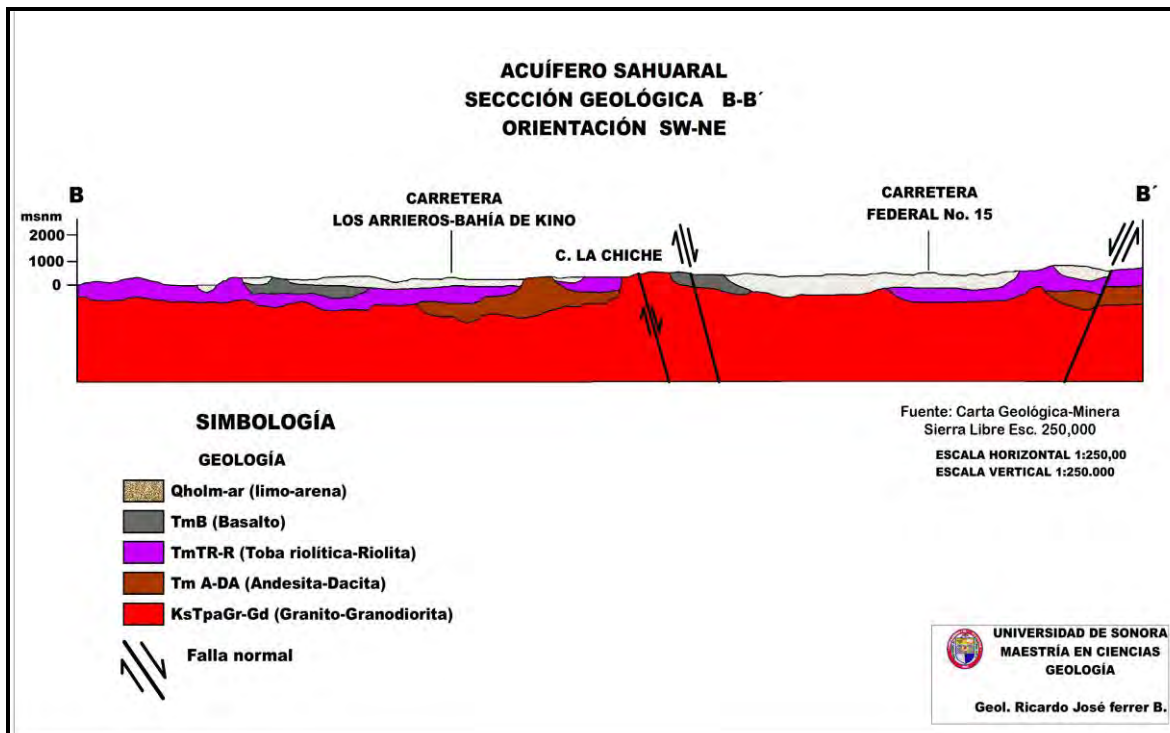 ACUÍFERO SAHUARAL
SECCCIÓN GEOLÓGICA B-B´
ORIENTACIÓN SW-NE
B
B´
msnm
2000
1000
0
CARRETERA
LOS ARRIEROS-BAHÍA DE KINO
C. LA CHICHE
CARRETERA
FEDERAL No. 15
SIMBOLOGÍA
GEOLOGÍA
Qholm-ar (limo-arena)
TmB (Basalto)
TmTR-R (Toba riolítica-Riolita)
Tm A-DA (Andesita-Dacita)
KsTpaGr-Gd (Granito-Granodiorita)
Falla normal
Fuente: Carta Geológica-Minera
Sierra Libre Esc. 250,000
ESCALA HORIZONTAL 1:250,00
ESCALA VERTICAL 1:250.000
UNIVERSIDAD DE SONORA
MAESTRÍA EN CIENCIAS
GEOLOGÍA
Geol. Ricardo José ferrer B.